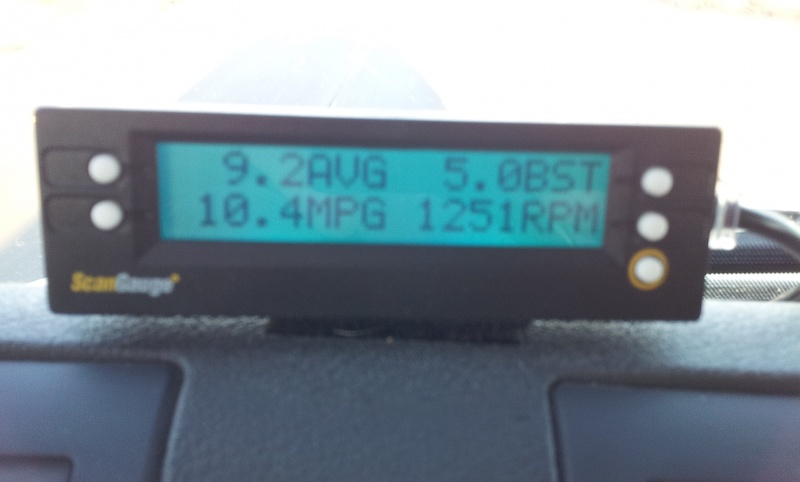 9.2AVG 5.0BST
10.4MPG 1251RPM
ScanGauge